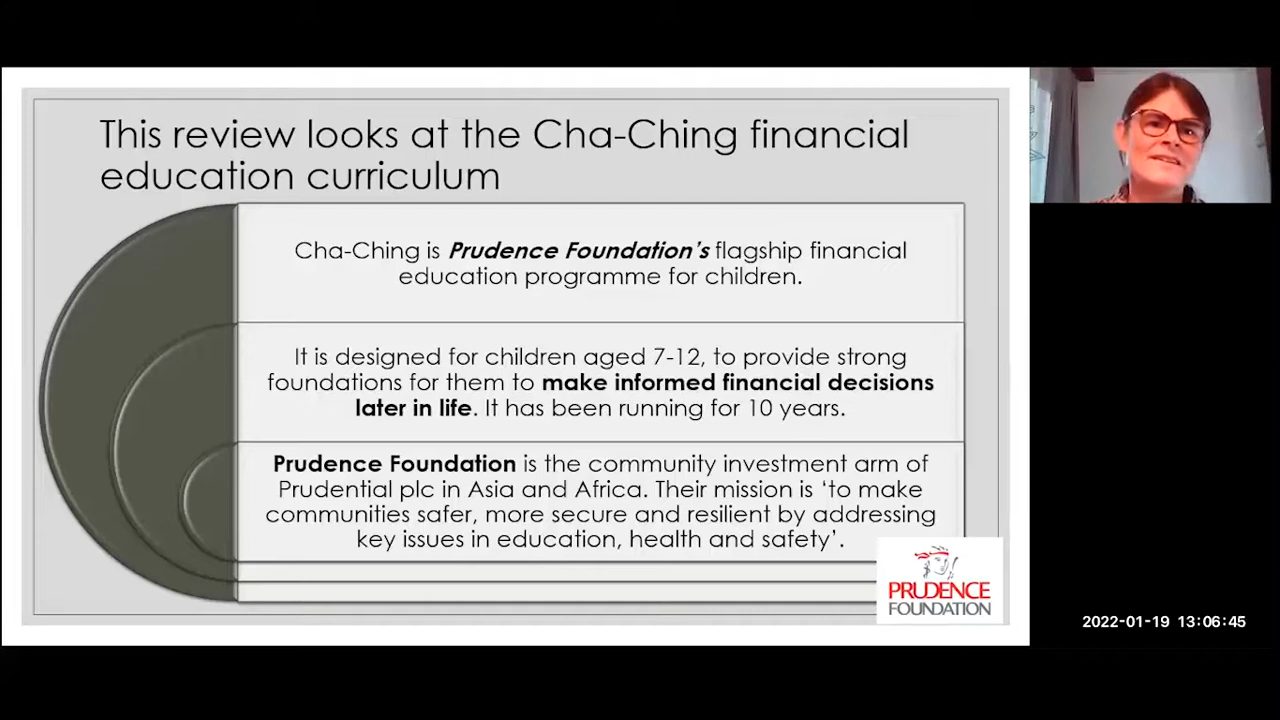 This review looks at the Cha-Ching financial
education curriculum
Cha-Ching is Prudence Foundation's flagship financial
education programme for children.
It is designed for children aged 7-12, to provide strong
foundations for them to make informed financial decisions
later in life. It has been running for 10 years.
Prudence Foundation is the community investment arm of
Prudential plc in Asia and Africa. Their mission is ‘to make
communities safer, more secure and resilient by addressing
key issues in education, health and safety’.
PRUDENCE
FOUNDATION
2022-01-19 13:06:45